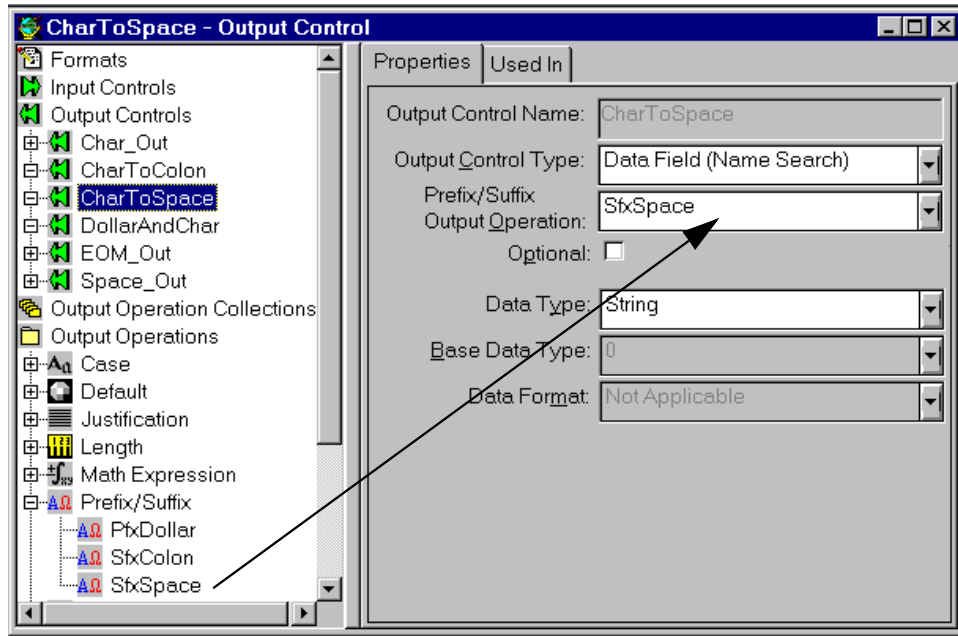 CharToSpace - Output Control
Formats
Input Controls
Output Controls
Char_Out
CharToColon
CharToSpace
DollarAndChar
EOM_Out
Space_Out
Output Operation Collections
Output Operations
Case
Default
Justification
Length
Math Expression
Prefix/Suffix
PfxDollar
SfxColon
SfxSpace
Properties
Used In
Output Control Name: CharToSpace
Output Control Type: Data Field (Name Search)
Prefix/Suffix
Output Operation: SfxSpace
Optional:
Data Type: String
Base Data Type: 0
Data Format: Not Applicable